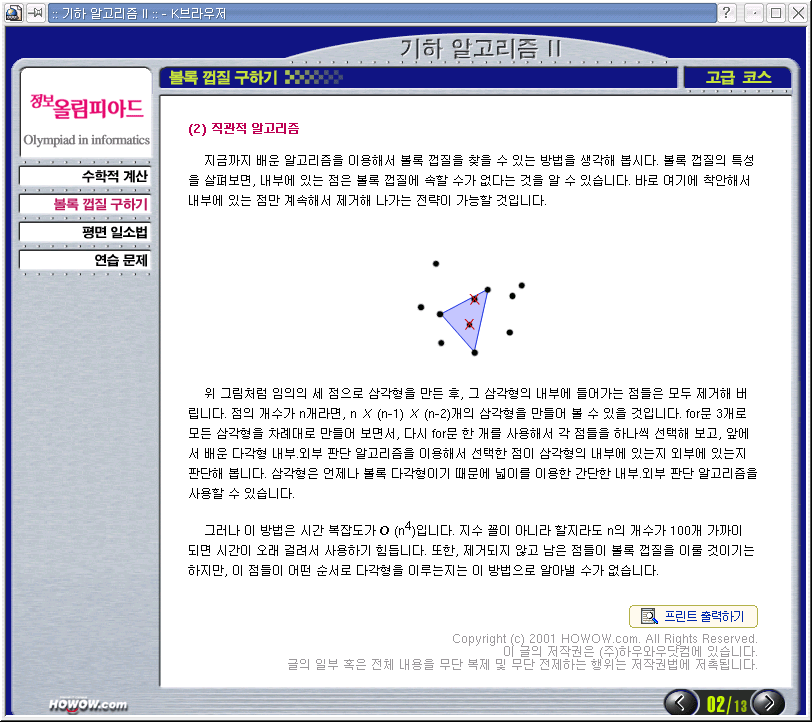 :: 기하 알고리즘 II :: - K브라우저
기하 알고리즘 II
정보올림피아드
Olympiad in informatics
볼록 껍질 구하기
고급 코스
수학적 계산
볼록 껍질 구하기
평면 일소법
연습 문제
(2) 직관적 알고리즘
지금까지 배운 알고리즘을 이용해서 볼록 껍질을 찾을 수 있는 방법을 생각해 봅시다. 볼록 껍질의 특성
을 살펴보면, 내부에 있는 점은 볼록 껍질에 속할 수가 없다는 것을 알 수 있습니다. 바로 여기에 착안해서
내부에 있는 점만 계속해서 제거해 나가는 전략이 가능할 것입니다.
위 그림처럼 임의의 세 점으로 삼각형을 만든 후, 그 삼각형의 내부에 들어가는 점들은 모두 제거해 버
립니다. 점의 개수가 n개라면, n X (n-1) X (n-2)개의 삼각형을 만들어 볼 수 있을 것입니다. for문 3개로
모든 삼각형을 차례대로 만들어 보면서, 다시 for문 한 개를 사용해서 각 점들을 하나씩 선택해 보고, 앞에
서 배운 다각형 내부.외부 판단 알고리즘을 이용해서 선택한 점이 삼각형의 내부에 있는지 외부에 있는지
판단해 봅니다. 삼각형은 언제나 볼록 다각형이기 때문에 넓이를 이용한 간단한 내부.외부 판단 알고리즘을
사용할 수 있습니다.
그러나 이 방법은 시간 복잡도가 O (n4)입니다. 지수 꼴이 아니라 할지라도 n의 개수가 100개 가까이
되면 시간이 오래 걸려서 사용하기 힘듭니다. 또한, 제거되지 않고 남은 점들이 볼록 껍질을 이룰 것이기는
하지만, 이 점들이 어떤 순서로 다각형을 이루는지는 이 방법으로 알아낼 수가 없습니다.
프린트 출력하기
Copyright (c) 2001 HOWOW.com. All Rights Reserved.
이 글의 저작권은 (주)하우와우닷컴에 있습니다.
글의 일부 혹은 전체 내용을 무단 복제 및 무단 전제하는 행위는 저작권법에 저촉됩니다.
HOWOW.com
02/13